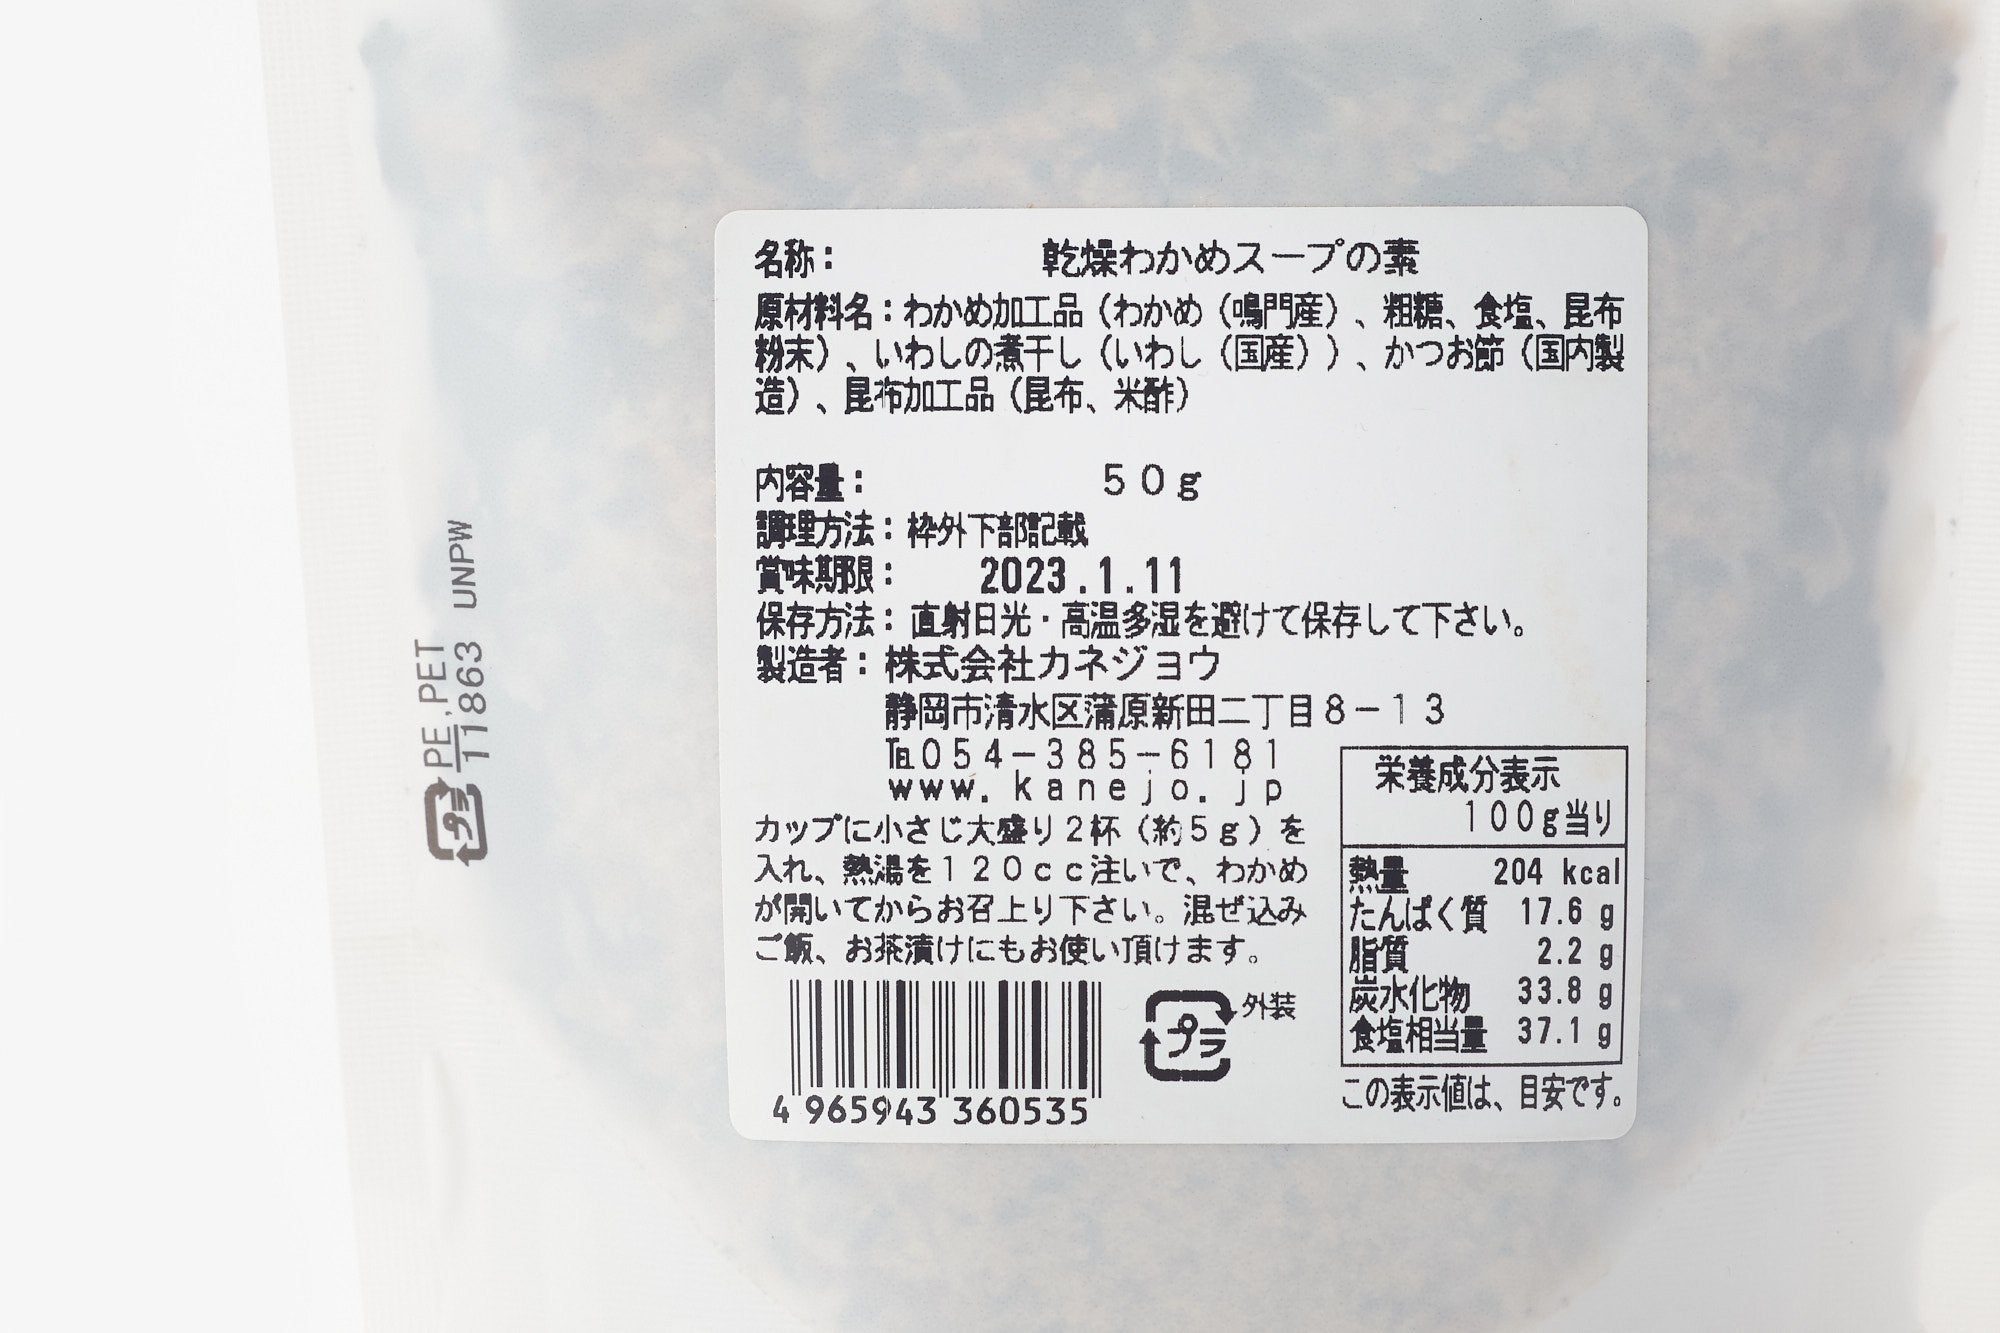 名称： 乾燥わかめスープの素
原材料名：わかめ加工品（わかめ（鳴門産）、粗糖、食塩、昆布
粉末）、いわしの煮干し（いわし（国産））、かつお節（国内製
造）、昆布加工品（昆布、米酢）
内容量： ５０ｇ
調理方法：枠外下部記載
賞味期限： 2023.1.11
保存方法：直射日光・高温多湿を避けて保存して下さい。
製造者：株式会社カネジョウ
静岡市清水区蒲原新田二丁目８－１３
℡０５４－３８５－６１８１
ｗｗｗ．ｋａｎｅｊｏ．ｊｐ
カップに小さじ大盛り２杯（約５ｇ）を
入れ、熱湯を１２０ｃｃ注いで、わかめ
が開いてからお召上り下さい。混ぜ込み
ご飯、お茶漬けにもお使い頂けます。
栄養成分表示
１００ｇ当り
熱量 204 kcal
たんぱく質 17.6 g
脂質 2.2 g
炭水化物 33.8 g
食塩相当量 37.1 g
この表示値は、目安です。
プラ 外装
4 965943 360535
プラ PE,PET
11863 UNPW